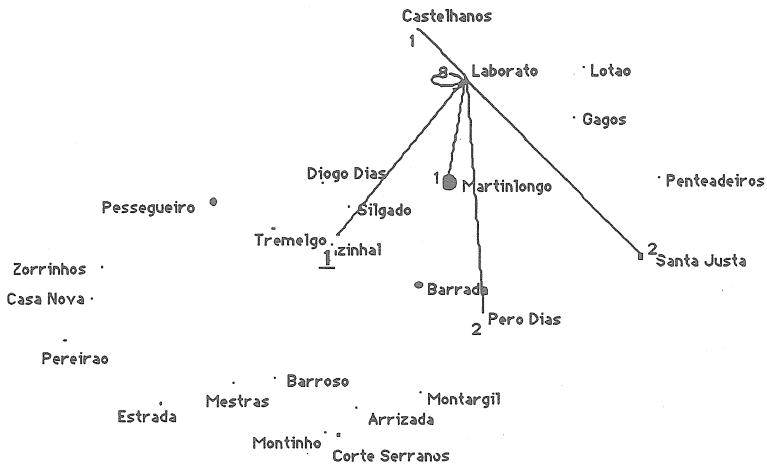 Castelhanos
1
8
Laborato
Lotao
Gagos
Diogo Dias
1
Martinlongo
Penteadeiros
Pessegueiro
Silgado
Tremelgo
zinhal
1
2
Santa Justa
Zorrinhos
Casa Nova
Barrada
Pero Dias
2
Pereirao
Barroso
Mestras
Montargil
Estrada
Arrizada
Montinho
Corte Serranos